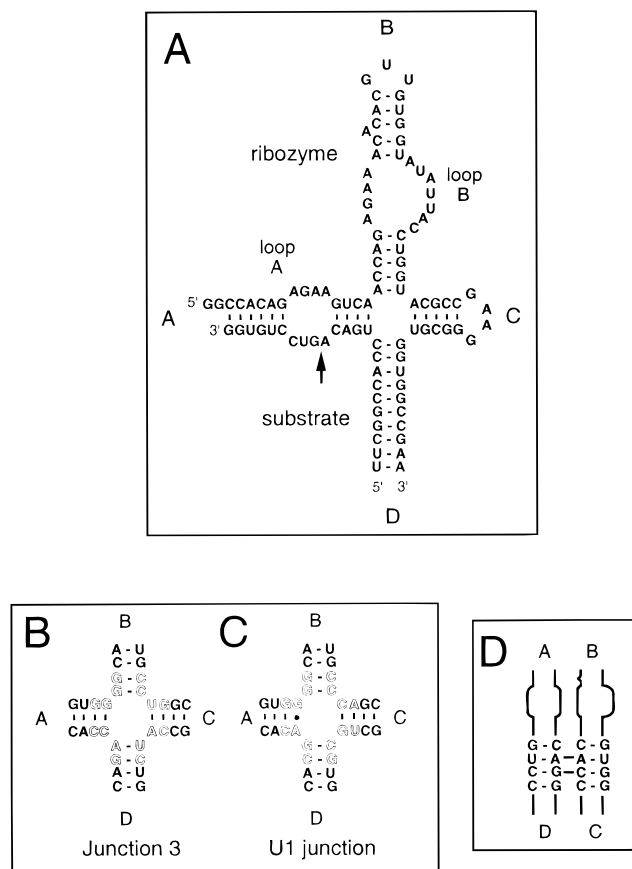 A
B
U
G U
C - G
A - U
C - G
A
C - G
A - U
ribozyme
A
A
G
A
A
U
A
U
U
A
C
loop
B
G - C
A - U
C - G
C - G
A U
loop
A
A
5' GGCCACAG AGAA GUCA ACGCC G
A
A
C
3' GGUGUC CUGA CAGU UGCGG G
C - G
C - G
A - U
C - G
C - G
G - C
G - C
C - G
U - A
U - A
5' 3'
substrate
D
B
B
A - U
C - G
G - C
G - C
A GUGG UGGC C
CACC ACCG
A - U
G - C
A - U
C - G
D
Junction 3
C
B
A - U
C - G
G - C
G - C
A GUGG CAGC C
CACA GUCG
G - C
C - G
A - U
C - G
D
U1 junction
D
A B
G - C C - G
U - A A - U
C - G C - G
C - G C - G
D C